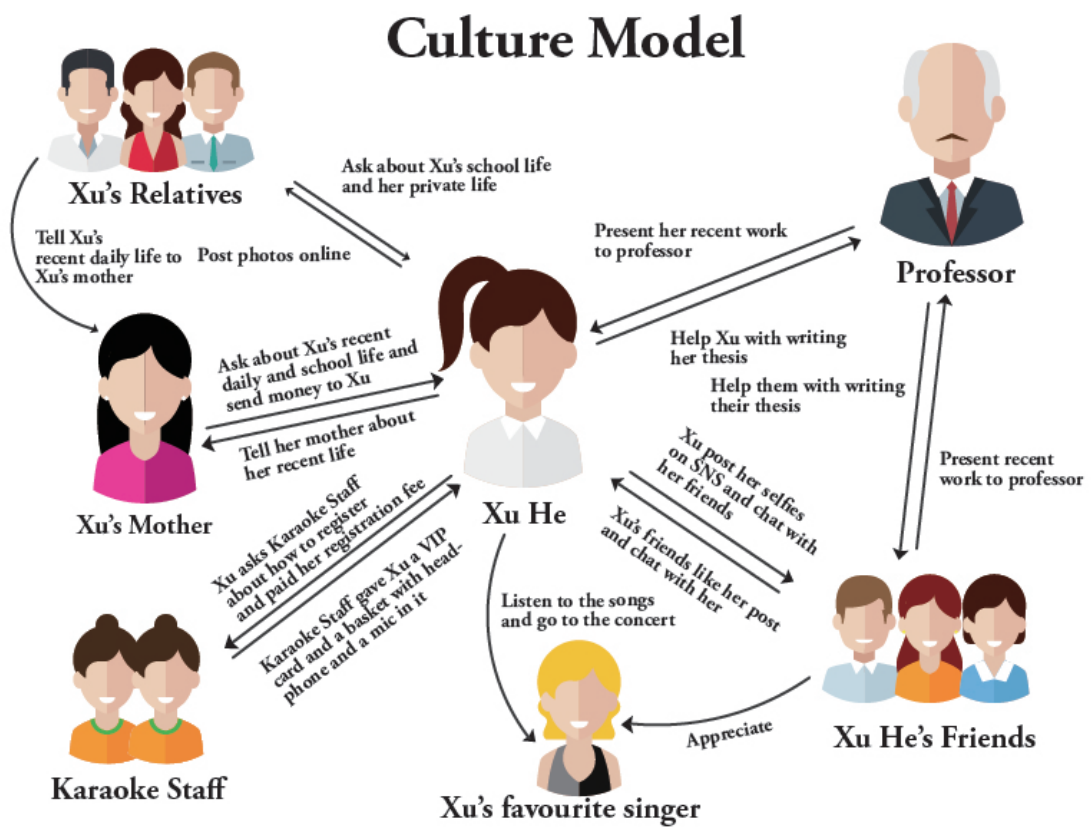 Culture Model
Xu's Relatives
Ask about Xu's school life
and her private life
Tell Xu's
recent daily life to
Xu's mother
Post photos online
Present her recent work
to professor
Professor
Ask about Xu's recent
daily and school life and
send money to Xu
Help Xu with writing
her thesis
Help them with writing
their thesis
Tell her mother about
her recent life
Xu post her selfies
on SNS and chat with
her friends
Present recent
work to professor
Xu's Mother
Xu He
Xu asks Karaoke Staff
about how to register
and paid her registration fee
Xu's friends like her post
and chat with her
Karaoke Staff gave Xu a VIP
card and a basket with head-
phone and a mic in it
Listen to the songs
and go to the concert
Appreciate
Xu He's Friends
Karaoke Staff
Xu's favourite singer